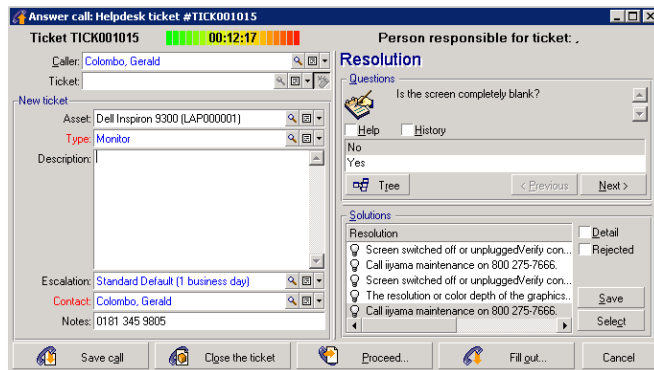 Answer call: Helpdesk ticket #TICK001015
Ticket TICK001015
00:12:17
Person responsible for ticket: ,
Caller: Colombo, Gerald
Ticket:
New ticket
Asset: Dell Inspiron 9300 (LAP000001)
Type: Monitor
Description:
Escalation: Standard Default (1 business day)
Contact: Colombo, Gerald
Notes: 0181 345 9805
Resolution
Questions
Is the screen completely blank?
Help History
No
Yes
Tree < Previous Next >
Solutions
Resolution
Screen switched off or unpluggedVerify con...
Call iiyama maintenance on 800 275-7666.
Screen switched off or unpluggedVerify con...
The resolution or color depth of the graphics..
Call iiyama maintenance on 800 275-7666.
Detail
Rejected
Save
Select
Save call Close the ticket Proceed... Fill out... Cancel